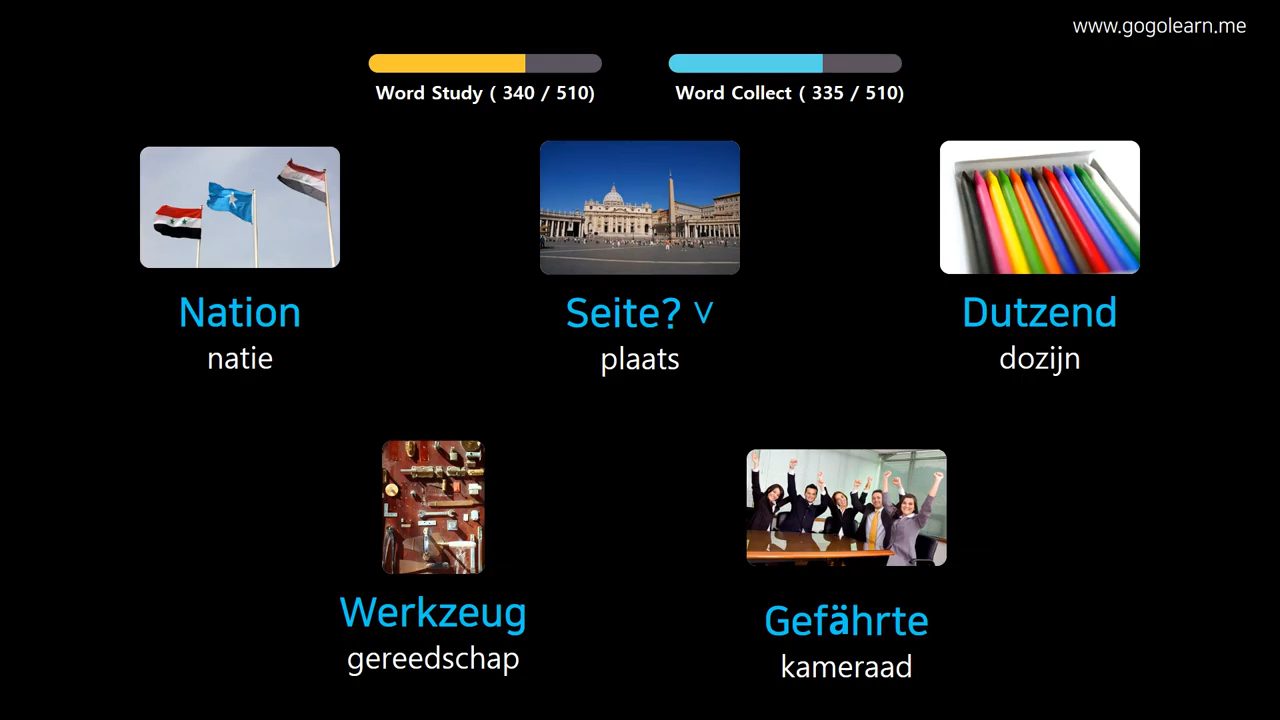 www.gogolearn.me
Word Study ( 340 / 510)
Word Collect ( 335 / 510)
Nation
natie
Seite? V
plaats
Dutzend
dozijn
Werkzeug
gereedschap
Gefährte
kameraad